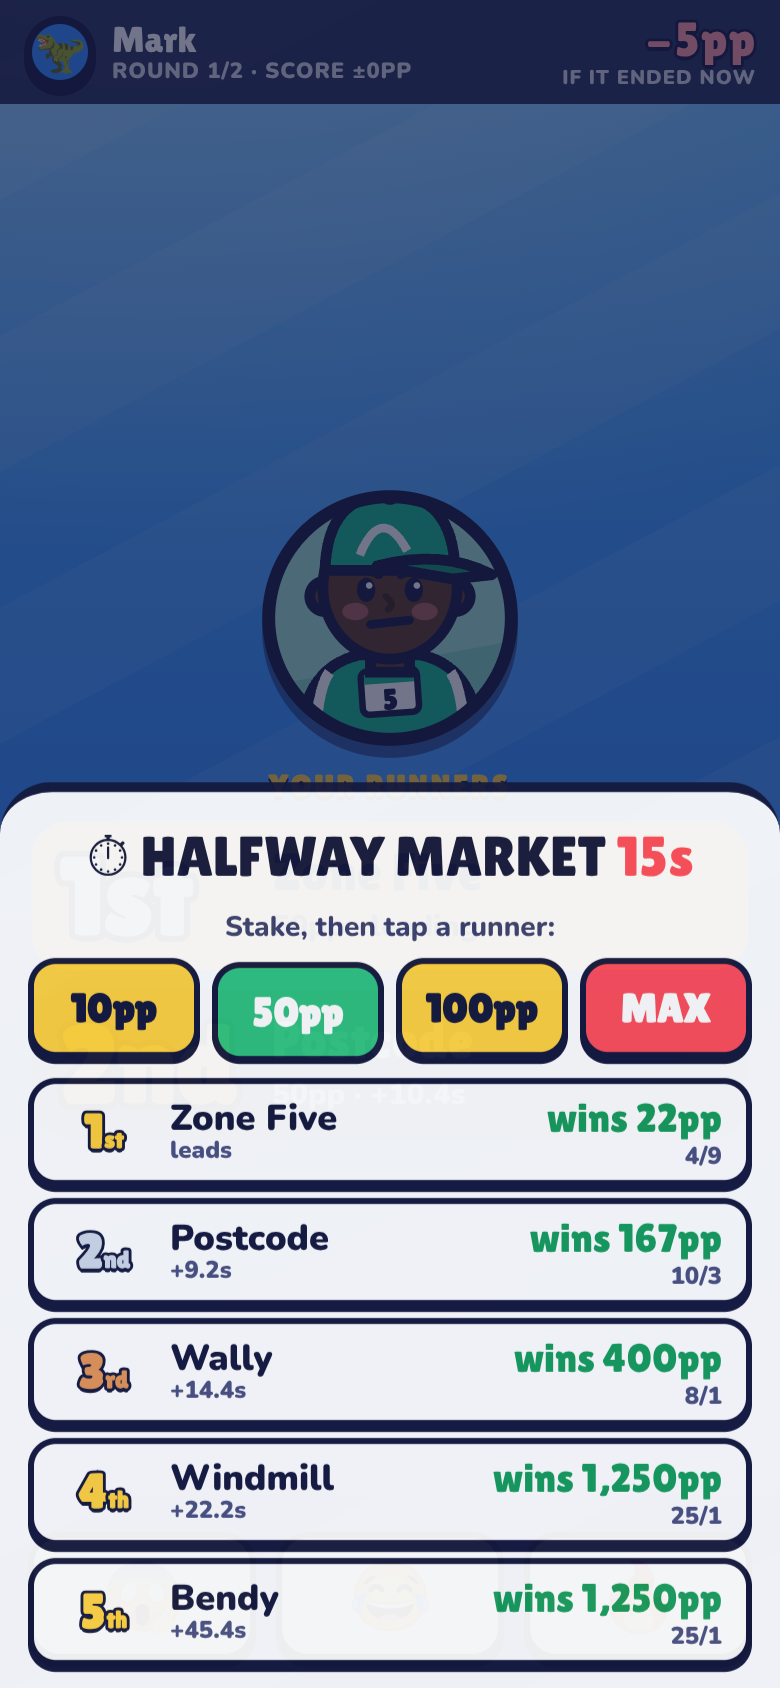 Mark
ROUND 1/2 · SCORE ±0PP
−5pp
IF IT ENDED NOW
5
YOUR RUNNERS
⏱ HALFWAY MARKET 15s
Stake, then tap a runner:
10pp
50pp
100pp
MAX
1st
Zone Five
leads
wins 22pp
4/9
2nd
Postcode
+9.2s
wins 167pp
10/3
3rd
Wally
+14.4s
wins 400pp
8/1
4th
Windmill
+22.2s
wins 1,250pp
25/1
5th
Bendy
+45.4s
wins 1,250pp
25/1